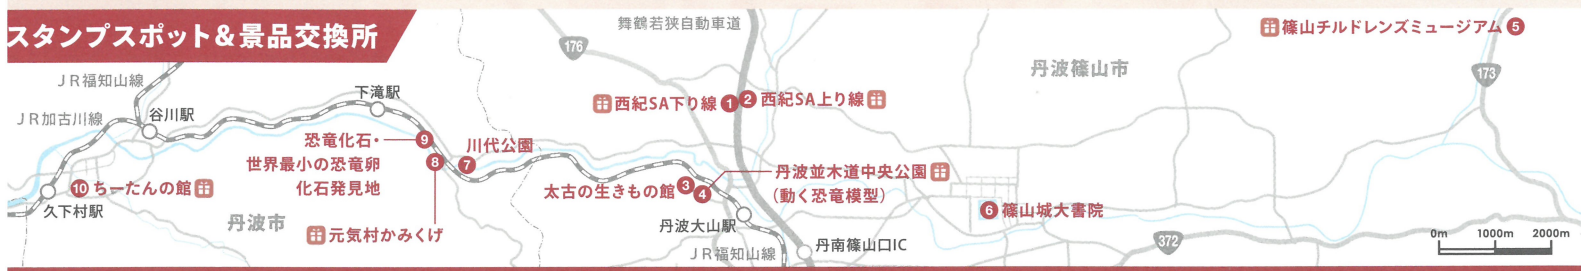 スタンプスポット＆景品交換所
舞鶴若狭自動車道
176
篠山チルドレンズミュージアム 5
丹波篠山市
173
JR福知山線
下滝駅
西紀SA下り線 1
2 西紀SA上り線
JR加古川線
谷川駅
恐竜化石・
世界最小の恐竜卵
化石発見地
9
8
川代公園
7
丹波並木道中央公園
（動く恐竜模型）
太古の生きもの館 3
4
10 ちーたんの館
久下村駅
丹波市
元気村かみくげ
6 篠山城大書院
丹波大山駅
JR福知山線
丹南篠山口IC
372
0m 1000m 2000m